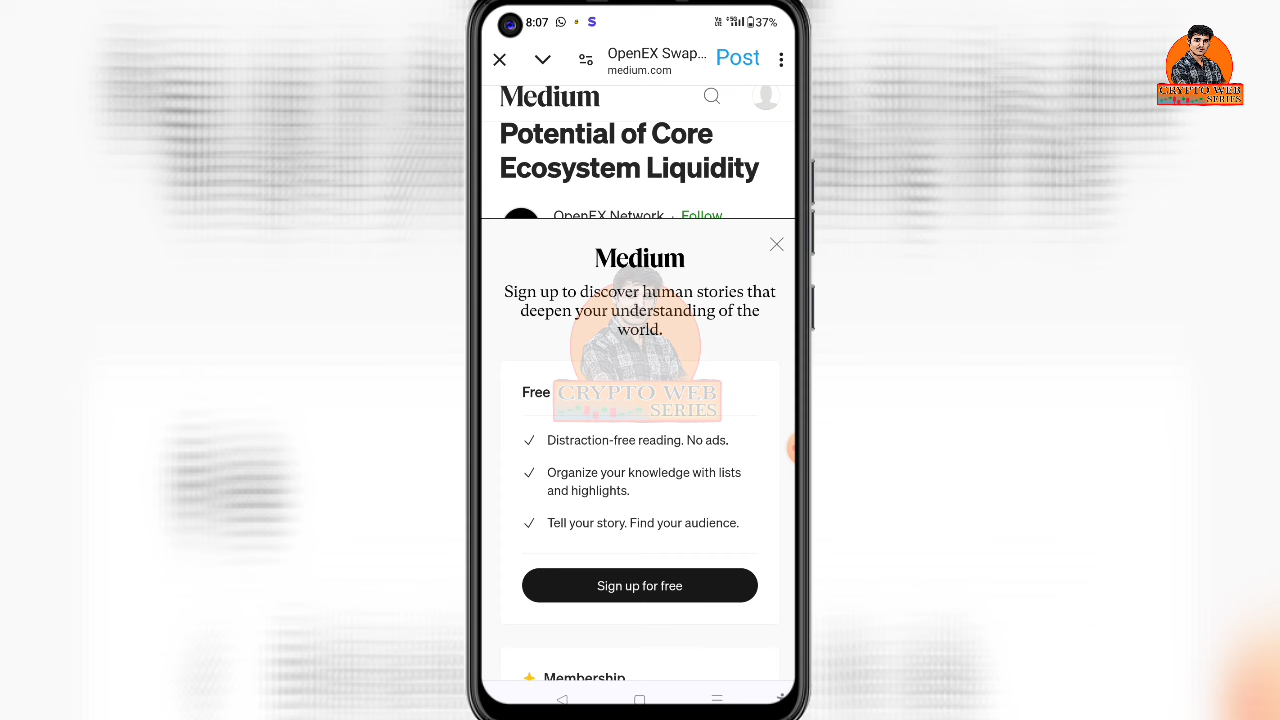 8:07
S
37%
OpenEX Swap...
Post
medium.com
CRYPTO WEB
SERIES
Medium
Potential of Core
Ecosystem Liquidity
OpenEX Network · Follow
Medium
Sign up to discover human stories that
deepen your understanding of the
world.
Free
CRYPTO WEB
SERIES
Distraction-free reading. No ads.
Organize your knowledge with lists
and highlights.
Tell your story. Find your audience.
Sign up for free
Membership